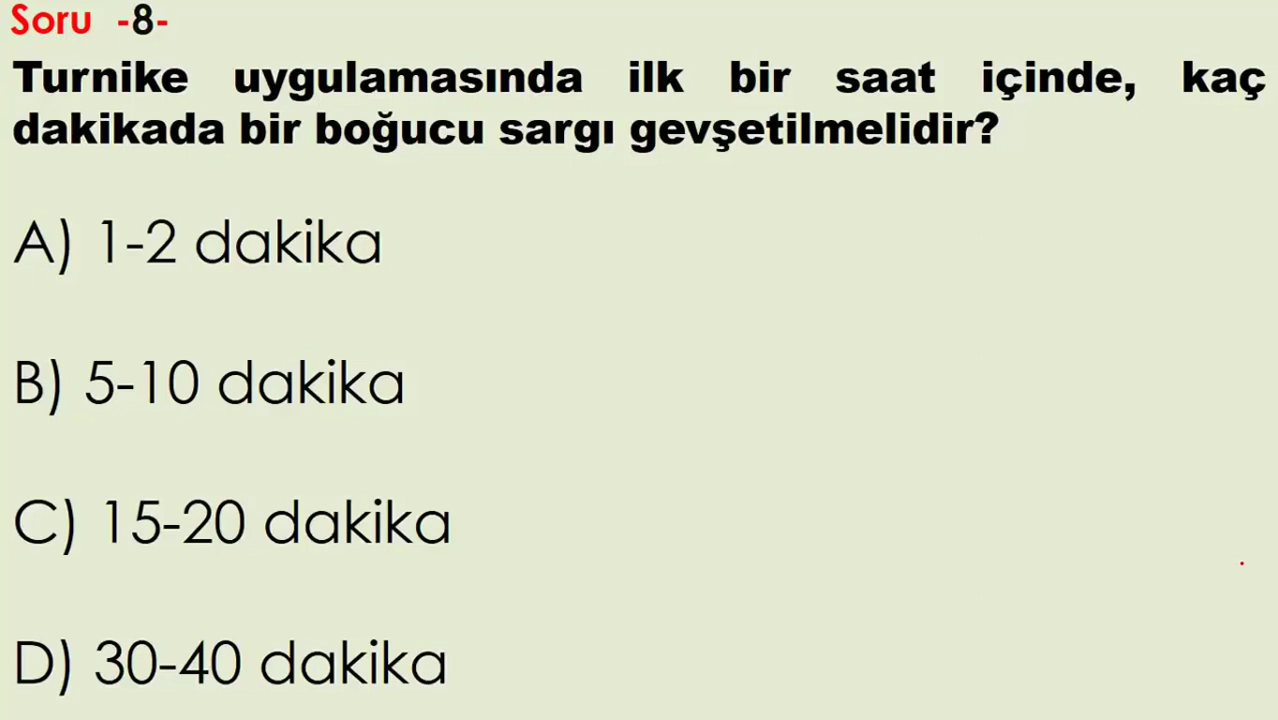 Soru -8-
Turnike uygulamasında ilk bir saat içinde, kaç
dakikada bir boğucu sargı gevşetilmelidir?
A) 1-2 dakika
B) 5-10 dakika
C) 15-20 dakika
D) 30-40 dakika